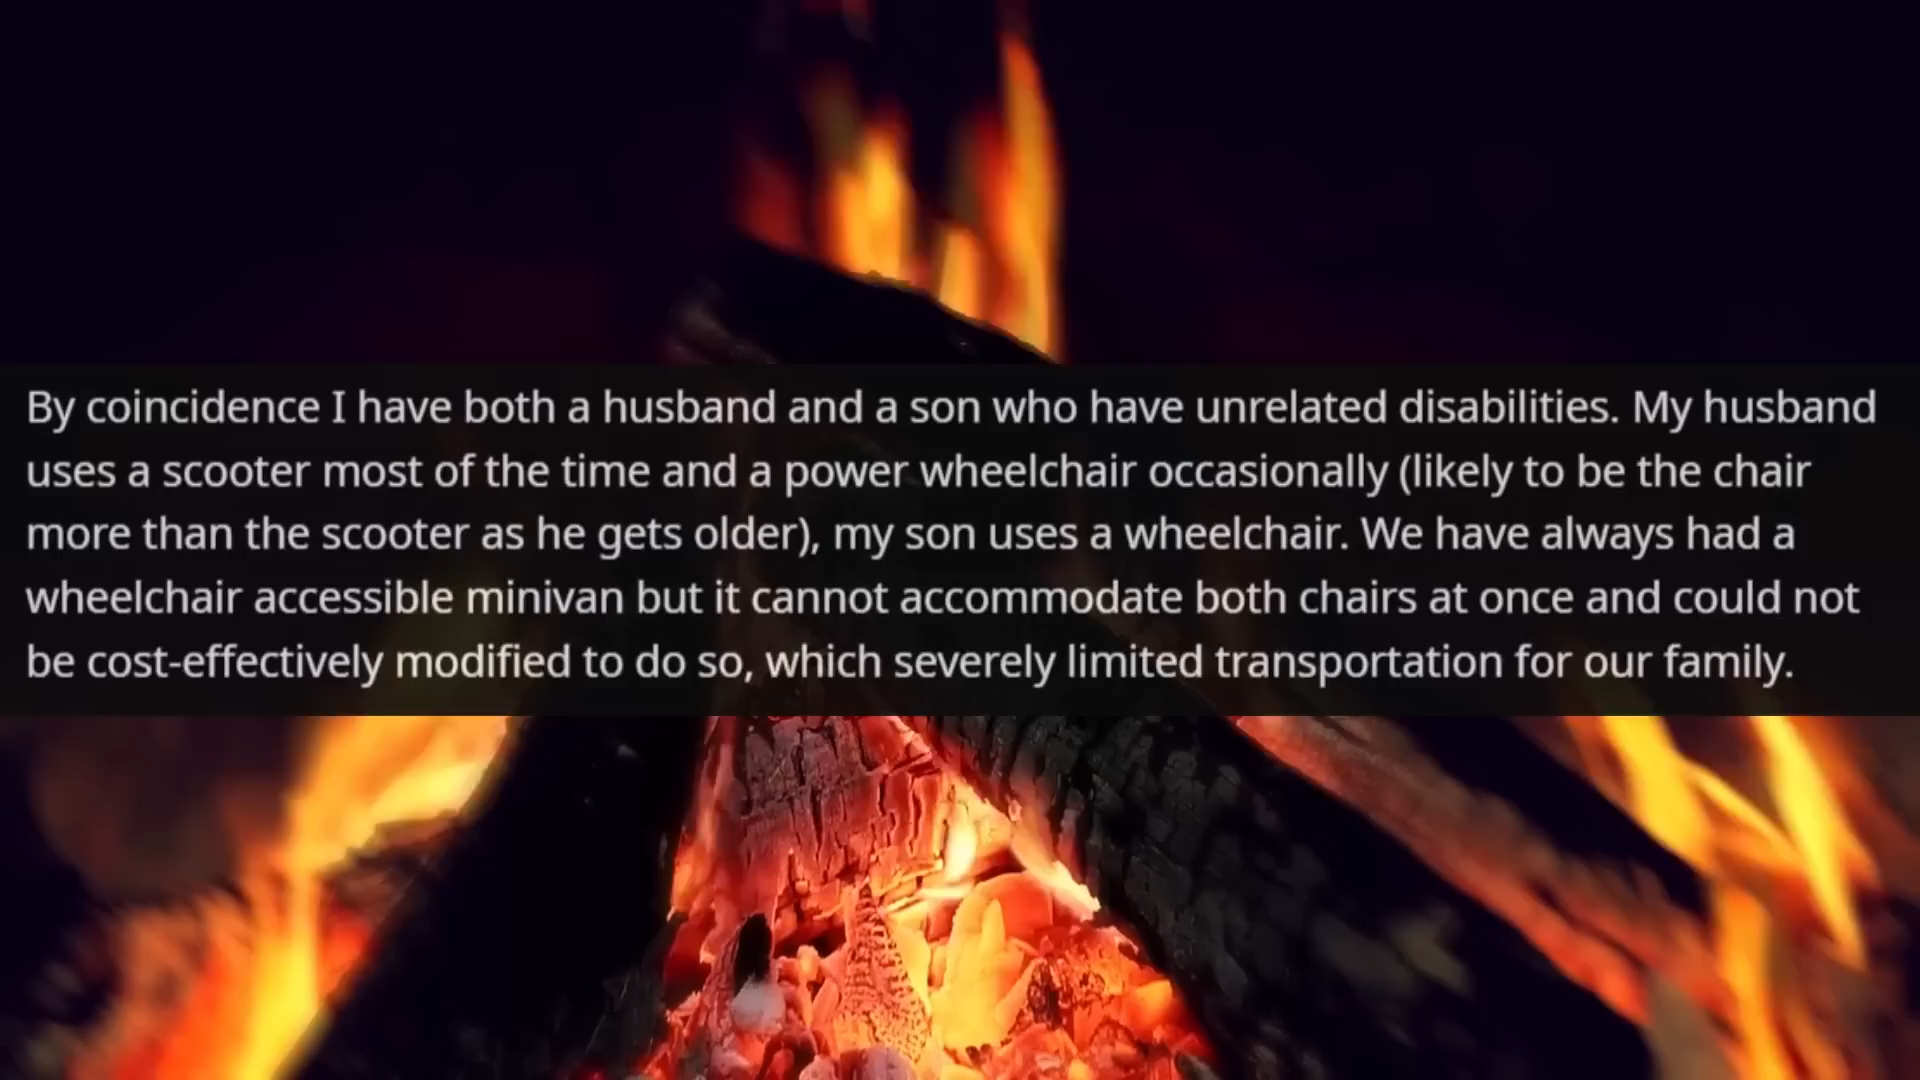 By coincidence I have both a husband and a son who have unrelated disabilities. My husband
uses a scooter most of the time and a power wheelchair occasionally (likely to be the chair
more than the scooter as he gets older), my son uses a wheelchair. We have always had a
wheelchair accessible minivan but it cannot accommodate both chairs at once and could not
be cost-effectively modified to do so, which severely limited transportation for our family.